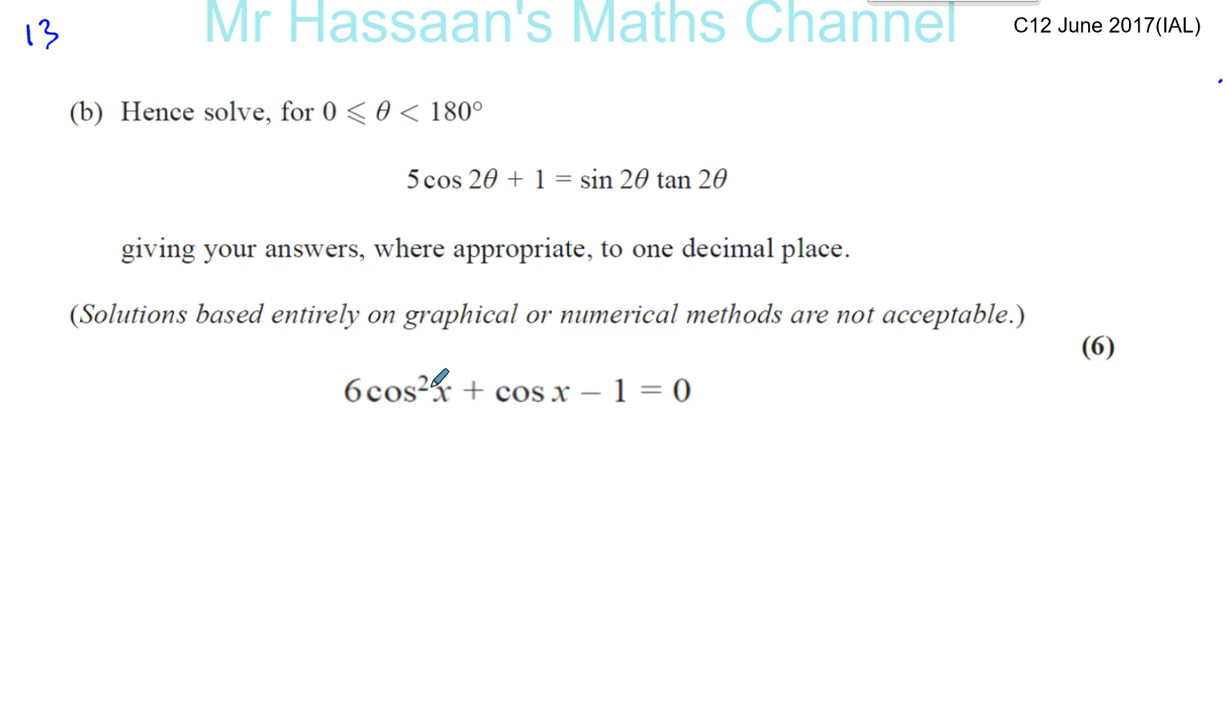 Mr Hassaan's Maths Channel
C12 June 2017(IAL)
13
(b) Hence solve, for 0 ⩽ θ < 180°
5 cos 2θ + 1 = sin 2θ tan 2θ
giving your answers, where appropriate, to one decimal place.
(Solutions based entirely on graphical or numerical methods are not acceptable.)
(6)
6 cos²x + cos x − 1 = 0